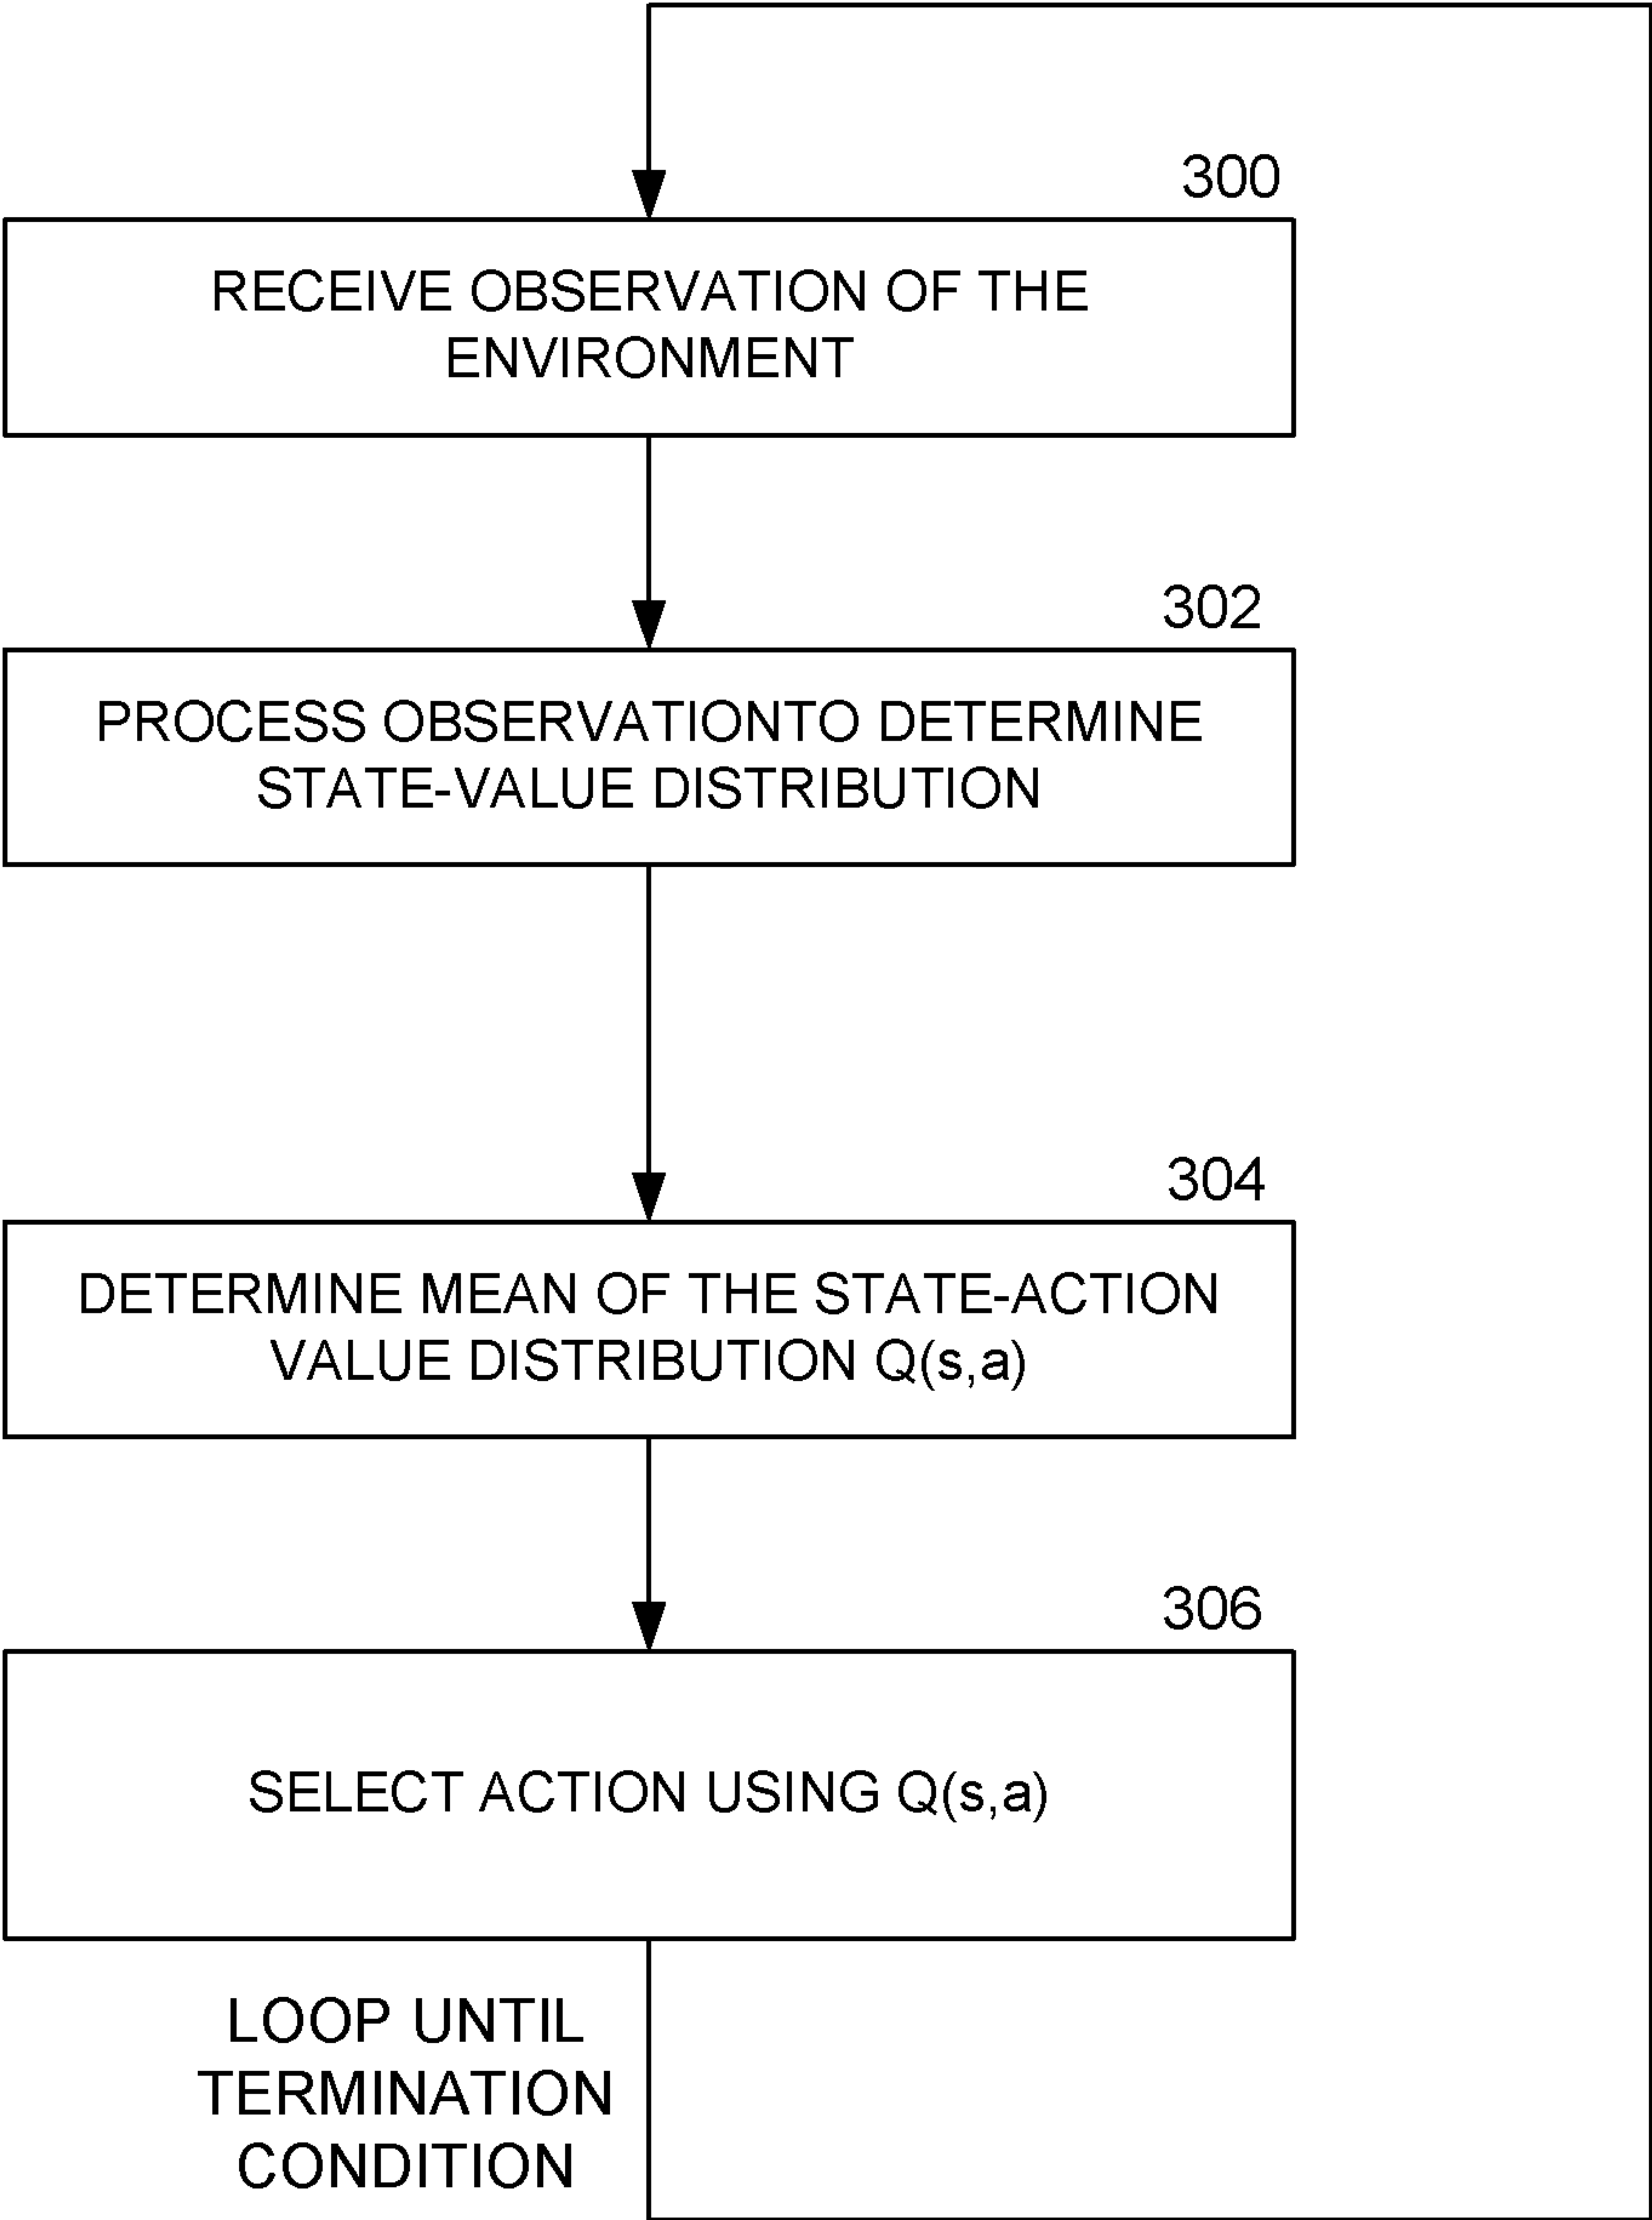 300
RECEIVE OBSERVATION OF THE
ENVIRONMENT
302
PROCESS OBSERVATIONTO DETERMINE
STATE-VALUE DISTRIBUTION
304
DETERMINE MEAN OF THE STATE-ACTION
VALUE DISTRIBUTION Q(s,a)
306
SELECT ACTION USING Q(s,a)
LOOP UNTIL
TERMINATION
CONDITION